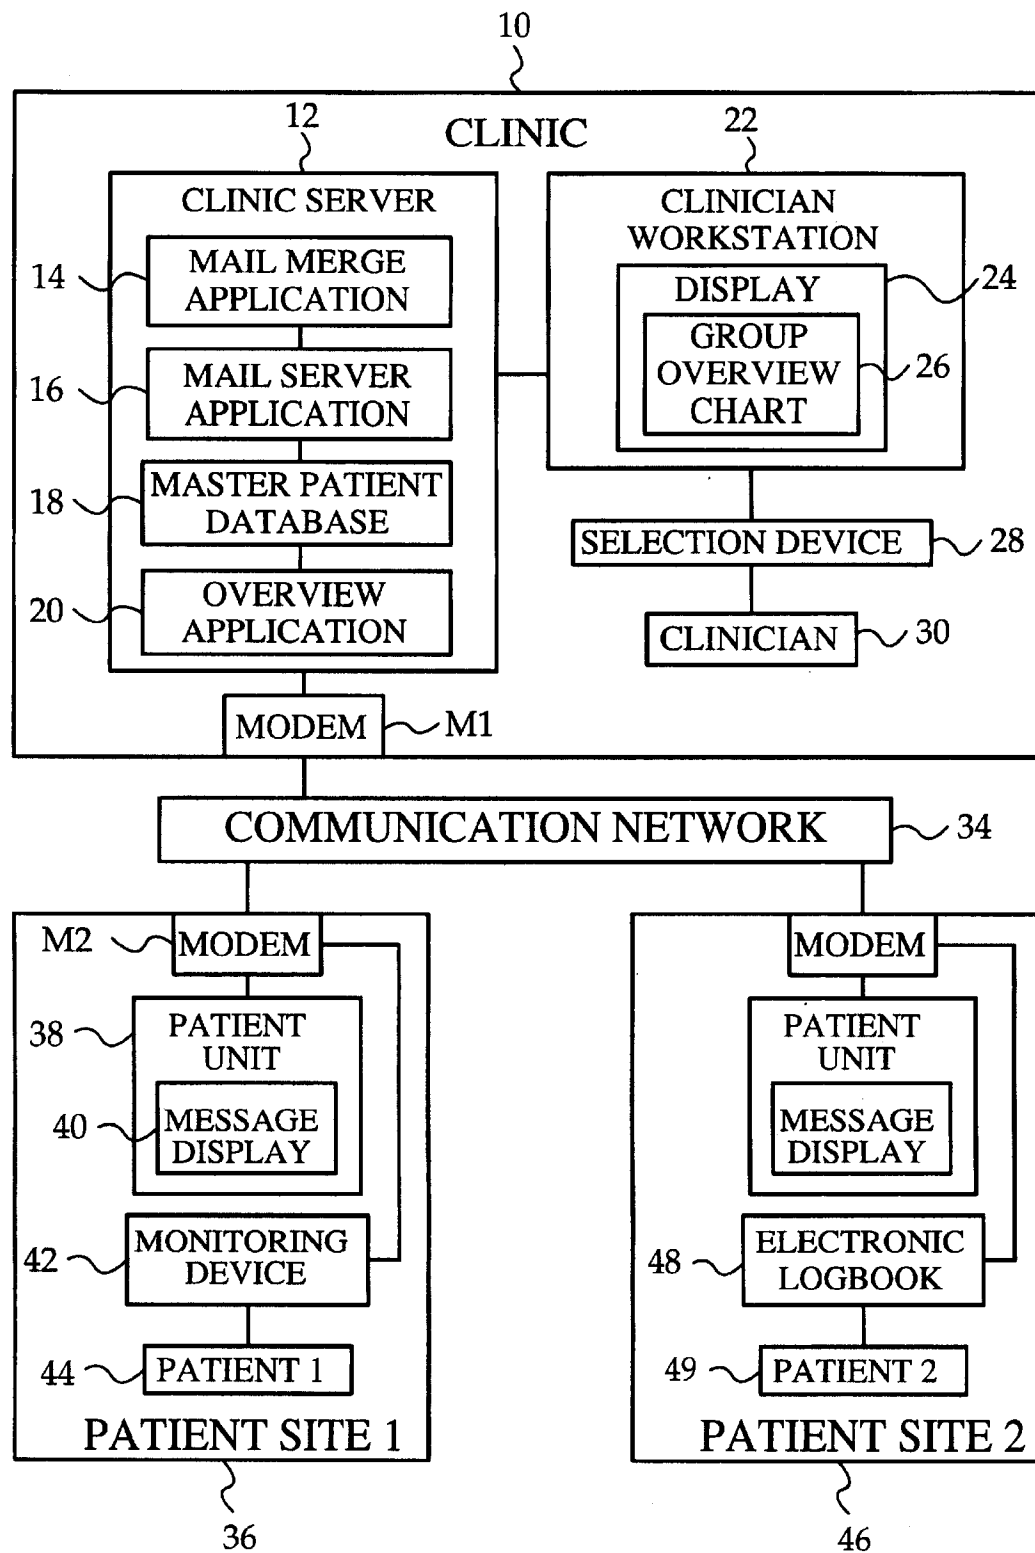 10
CLINIC
12
22
CLINIC SERVER
14
MAIL MERGE
APPLICATION
16
MAIL SERVER
APPLICATION
18
MASTER PATIENT
DATABASE
20
OVERVIEW
APPLICATION
CLINICIAN
WORKSTATION
DISPLAY
24
GROUP
OVERVIEW
CHART
26
SELECTION DEVICE
28
CLINICIAN
30
MODEM
M1
COMMUNICATION NETWORK
34
M2
MODEM
38
PATIENT
UNIT
40
MESSAGE
DISPLAY
42
MONITORING
DEVICE
44
PATIENT 1
PATIENT SITE 1
36
MODEM
PATIENT
UNIT
MESSAGE
DISPLAY
48
ELECTRONIC
LOGBOOK
49
PATIENT 2
PATIENT SITE 2
46